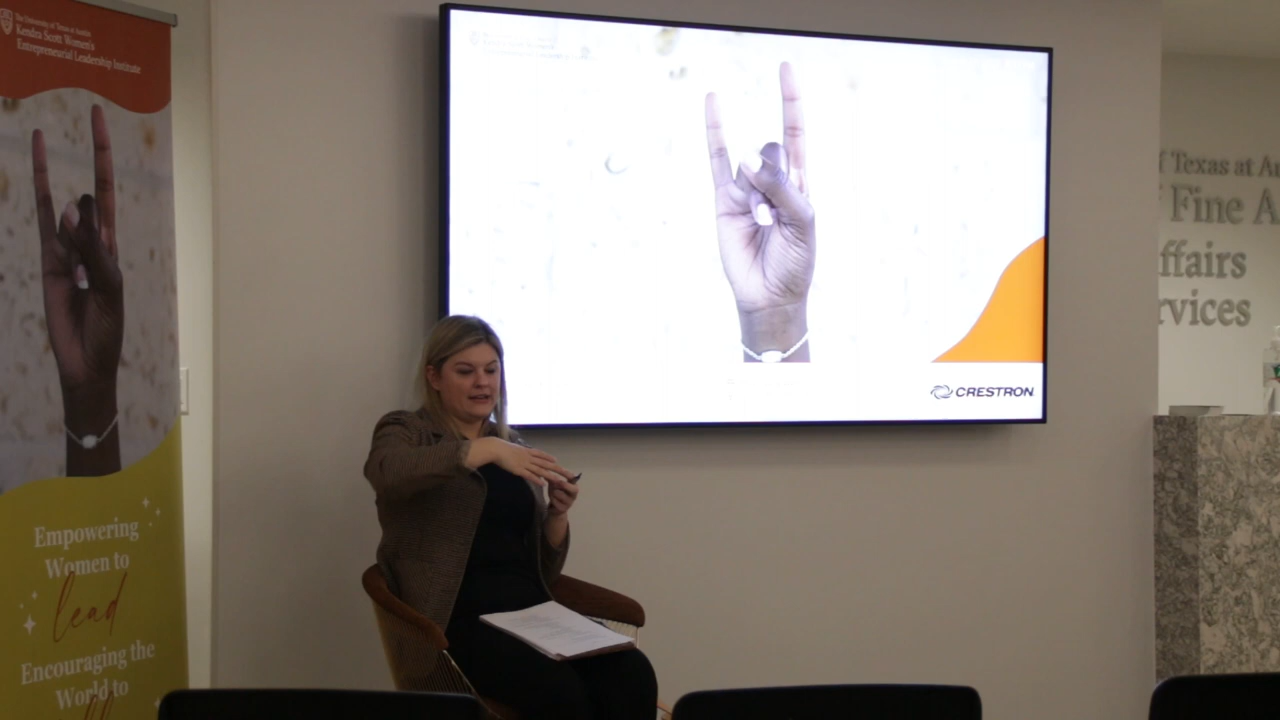 The University of Texas at Austin
Kendra Scott Women's
Entrepreneurial Leadership Institute
Empowering
Women to
lead
Encouraging the
World to
CRESTRON
f Texas at Au
f Fine A
ffairs
rvices